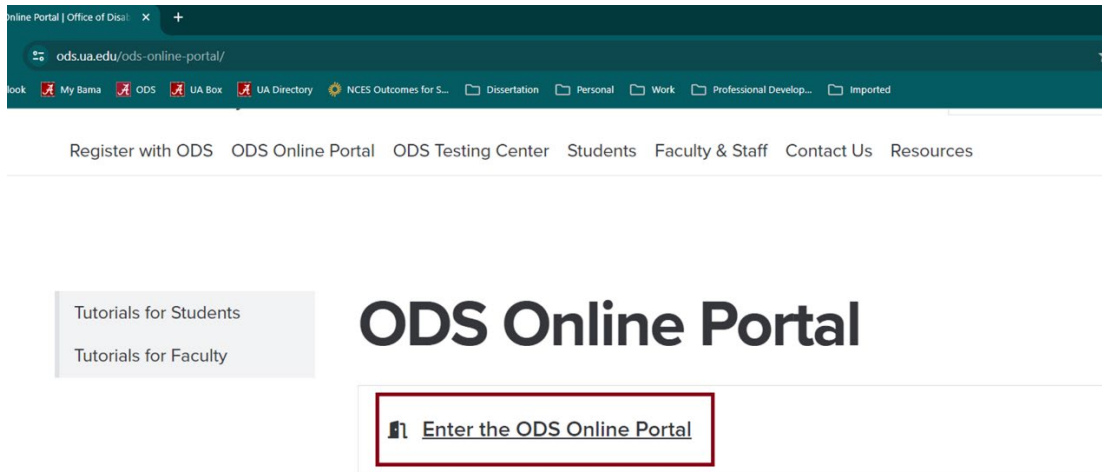 Online Portal | Office of Disab
ods.ua.edu/ods-online-portal/
look My Bama ODS UA Box UA Directory NCES Outcomes for S... Dissertation Personal Work Professional Develop... Imported
Register with ODS ODS Online Portal ODS Testing Center Students Faculty & Staff Contact Us Resources
Tutorials for Students
Tutorials for Faculty
ODS Online Portal
Enter the ODS Online Portal